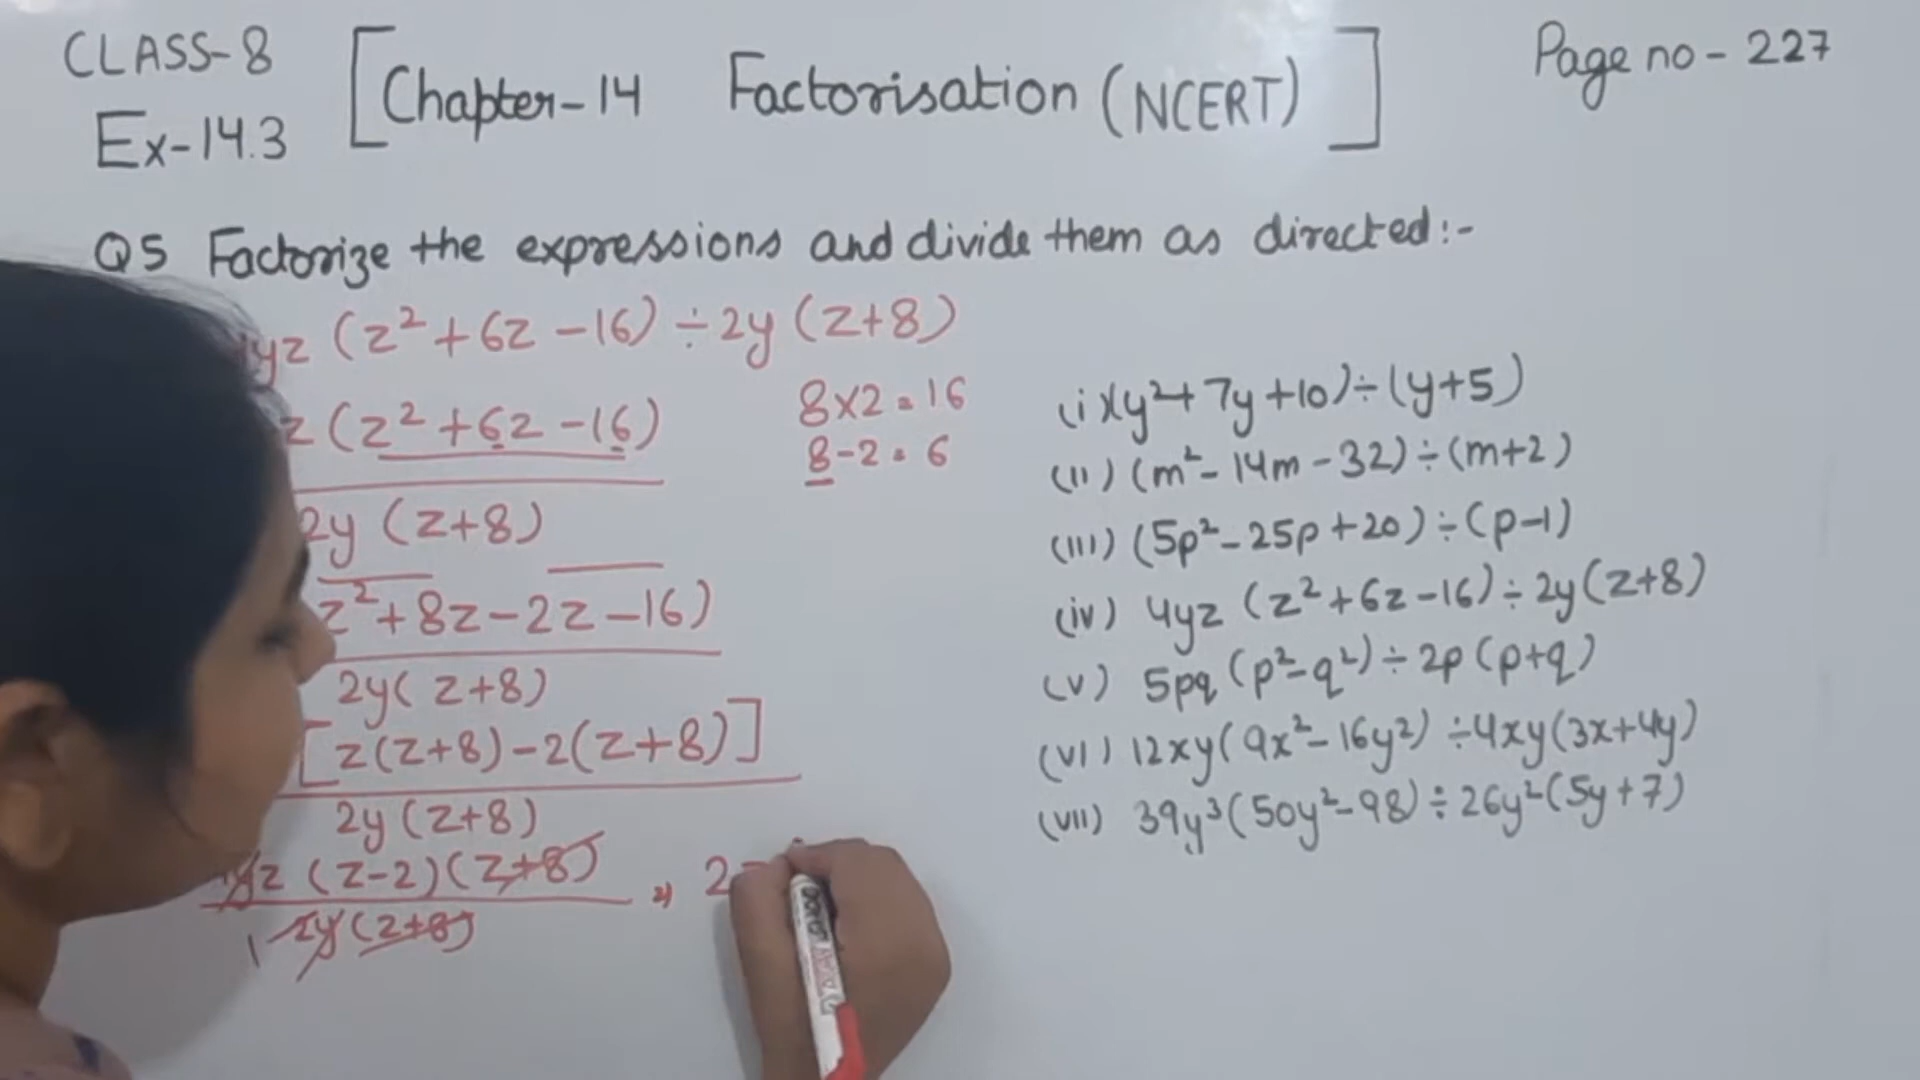 CLASS-8
Ex-14.3
[Chapter-14 Factorisation (NCERT)]
Page no - 227
Q5 Factorize the expressions and divide them as directed:-
yz (z²+6z-16) ÷ 2y (z+8)
z (z²+6z-16)
2y (z+8)
8×2=16
8-2=6
z²+8z-2z-16)
2y( z+8)
[z(z+8)-2(z+8)]
2y (z+8)
yz (z-2)(z+8)
1 2y (z+8)
⇒ 2
(i) (y²+7y+10)÷(y+5)
(ii) (m²-14m-32)÷(m+2)
(iii) (5p²-25p+20)÷(p-1)
(iv) 4yz (z²+6z-16)÷2y(z+8)
(v) 5pq (p²-q²)÷2p (p+q)
(vi) 12xy(9x²-16y²) ÷4xy(3x+4y)
(vii) 39y³(50y²-98)÷26y²(5y+7)